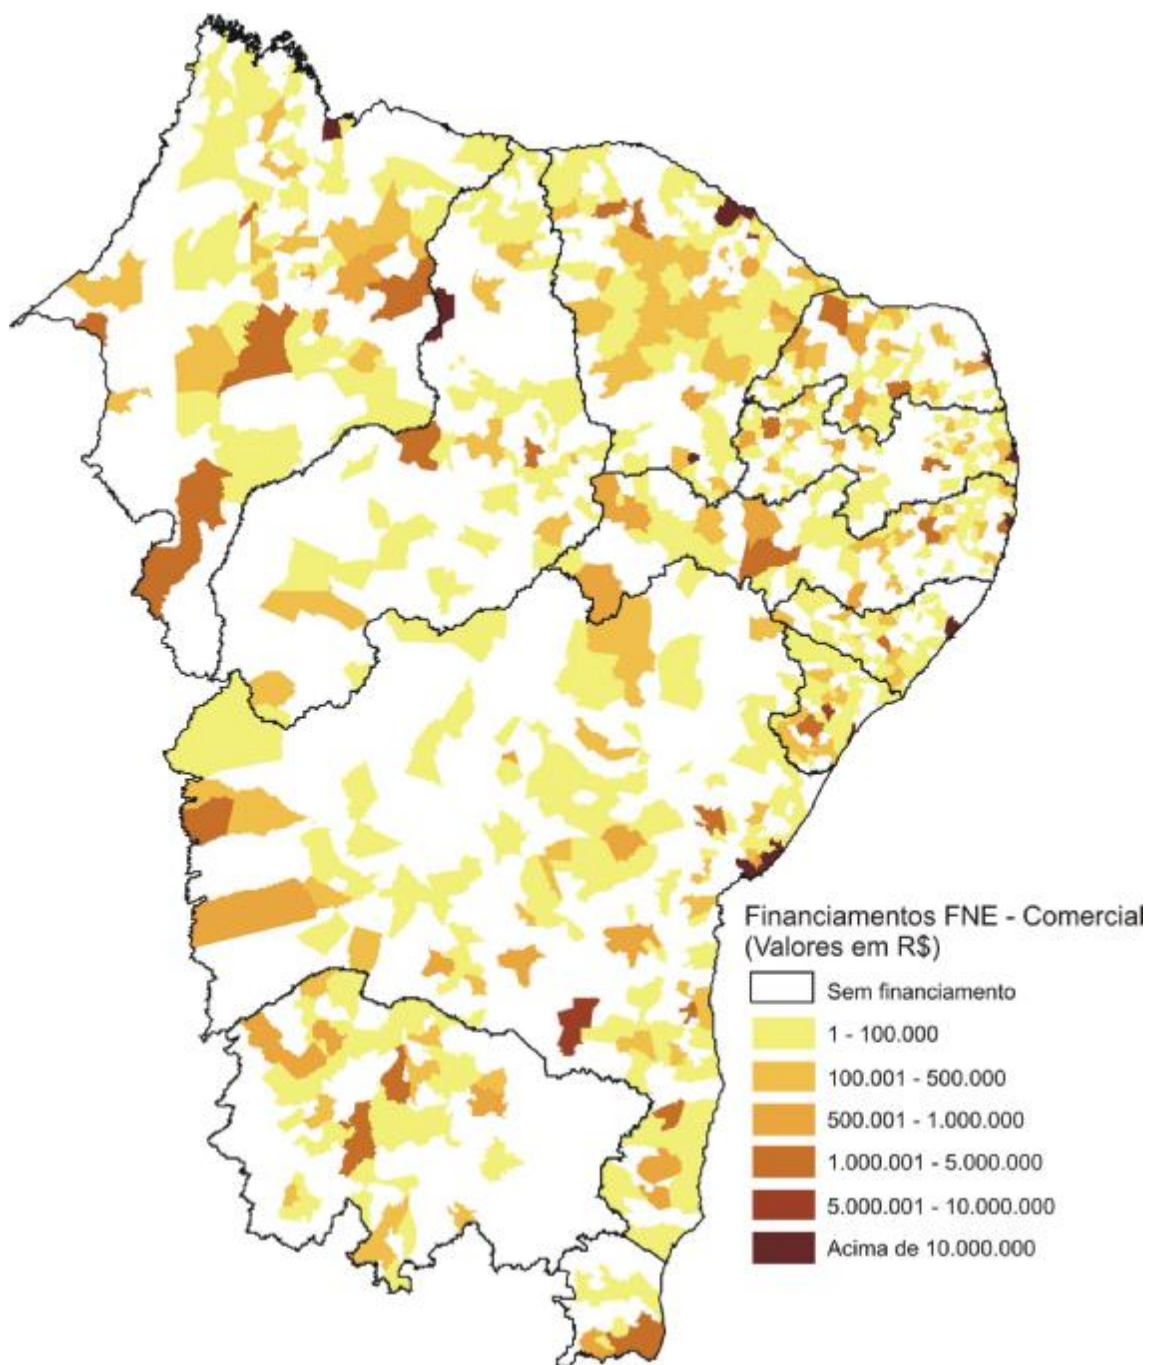 Financiamentos FNE - Comercial
(Valores em R$)
Sem financiamento
1 - 100.000
100.001 - 500.000
500.001 - 1.000.000
1.000.001 - 5.000.000
5.000.001 - 10.000.000
Acima de 10.000.000